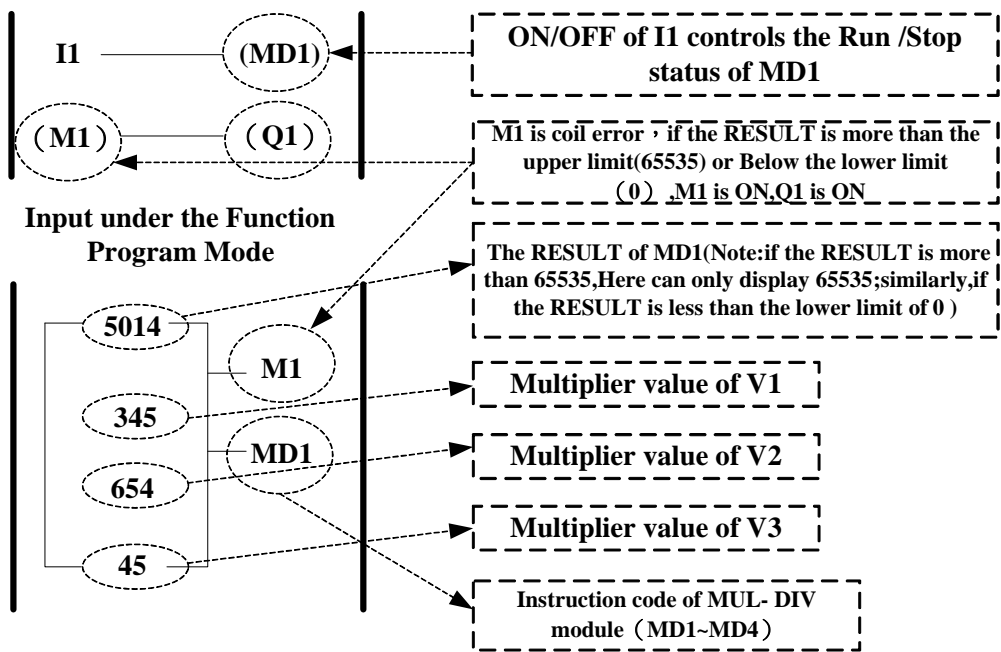 I1
(MD1)
（M1）
（Q1）
Input under the Function
Program Mode
5014
M1
345
MD1
654
45
ON/OFF of I1 controls the Run /Stop
status of MD1
M1 is coil error，if the RESULT is more than the
upper limit(65535) or Below the lower limit
（0）,M1 is ON,Q1 is ON
The RESULT of MD1(Note:if the RESULT is more
than 65535,Here can only display 65535;similarly,if
the RESULT is less than the lower limit of 0 )
Multiplier value of V1
Multiplier value of V2
Multiplier value of V3
Instruction code of MUL- DIV
module（MD1~MD4）